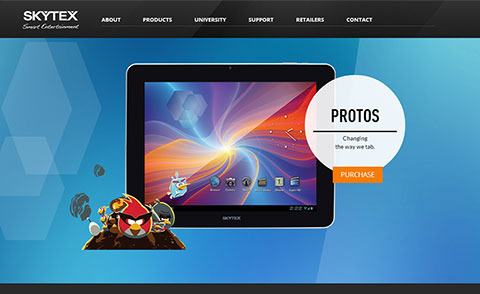 SKYTEX
Smart Entertainment
ABOUT PRODUCTS UNIVERSITY SUPPORT RETAILERS CONTACT
PROTOS
Changing
the way we tab.
PURCHASE
SKYTEX